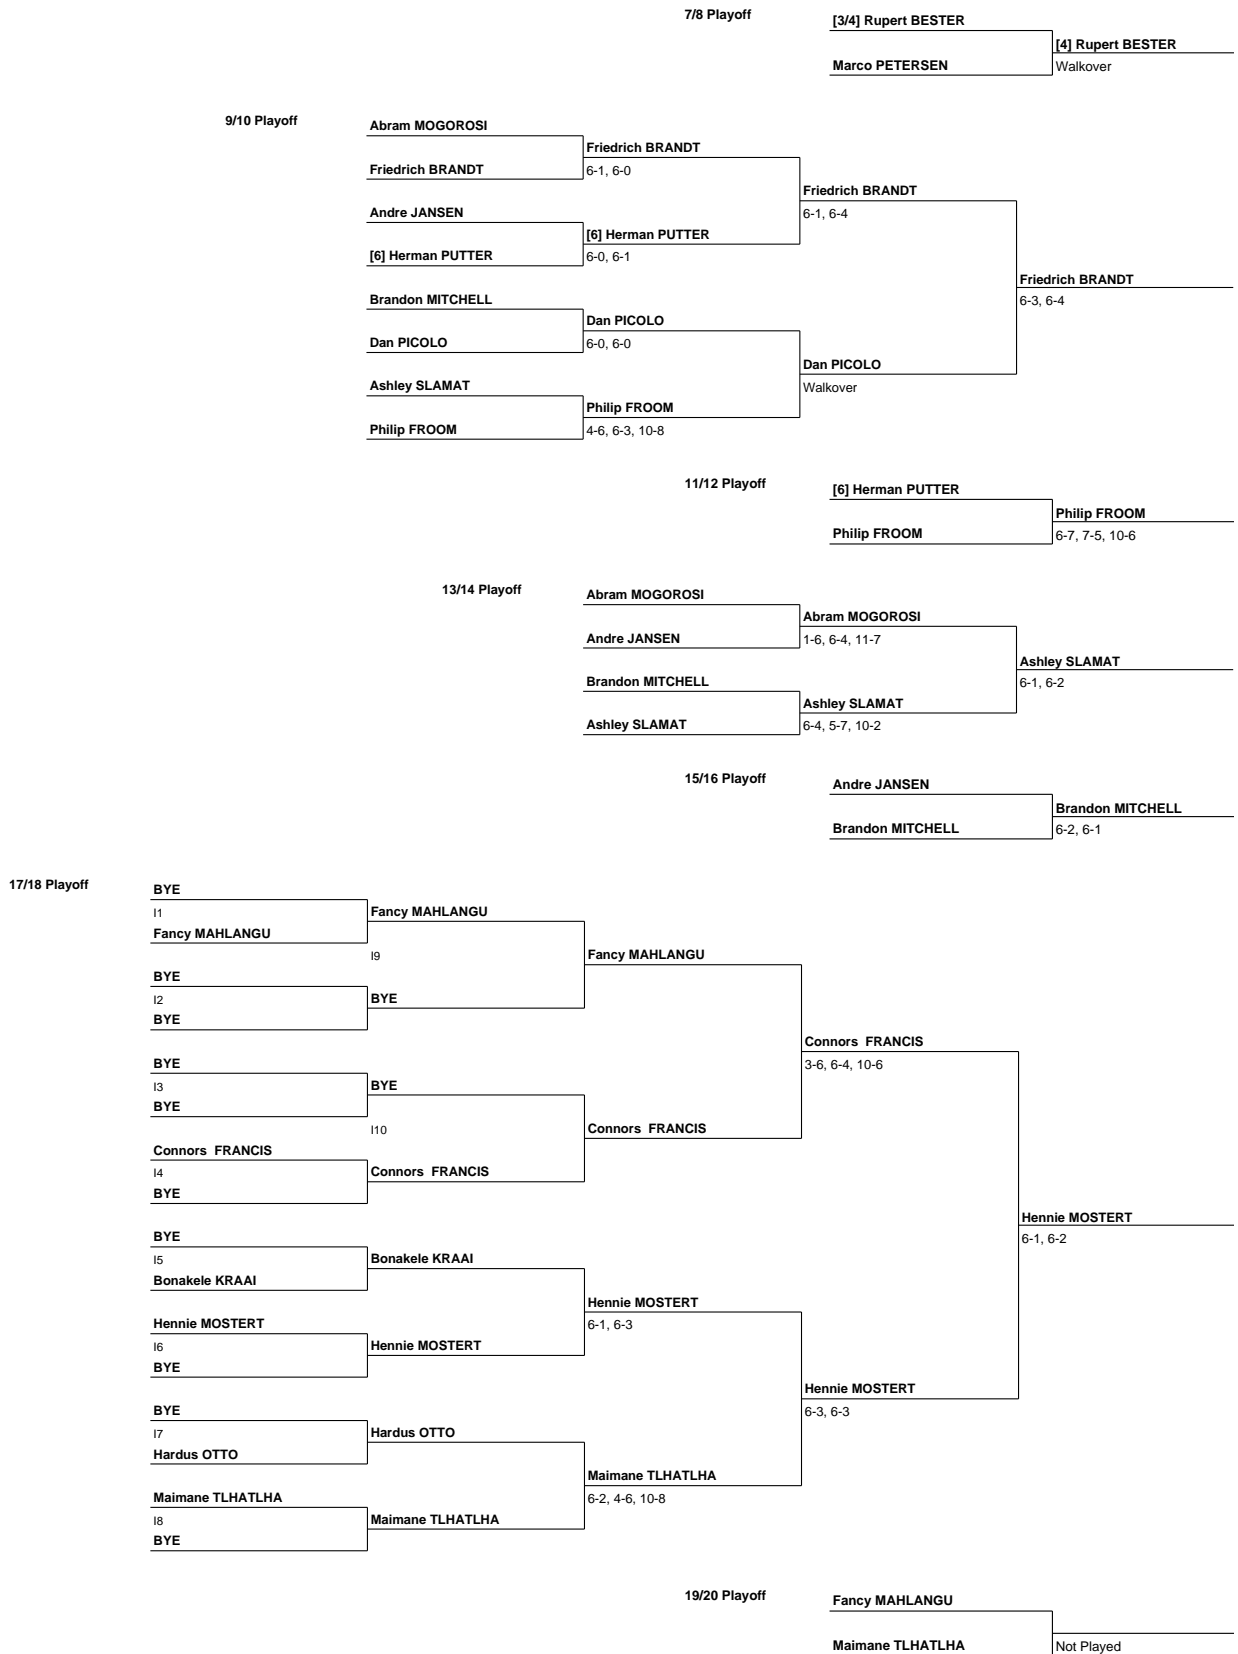 7/8 Playoff
[3/4] Rupert BESTER
[4] Rupert BESTER
Marco PETERSEN
Walkover
9/10 Playoff
Abram MOGOROSI
Friedrich BRANDT
Friedrich BRANDT
6-1, 6-0
Friedrich BRANDT
Andre JANSEN
6-1, 6-4
[6] Herman PUTTER
[6] Herman PUTTER
6-0, 6-1
Friedrich BRANDT
Brandon MITCHELL
6-3, 6-4
Dan PICOLO
Dan PICOLO
6-0, 6-0
Dan PICOLO
Ashley SLAMAT
Walkover
Philip FROOM
Philip FROOM
4-6, 6-3, 10-8
11/12 Playoff
[6] Herman PUTTER
Philip FROOM
Philip FROOM
6-7, 7-5, 10-6
13/14 Playoff
Abram MOGOROSI
Abram MOGOROSI
Andre JANSEN
1-6, 6-4, 11-7
Ashley SLAMAT
Brandon MITCHELL
6-1, 6-2
Ashley SLAMAT
Ashley SLAMAT
6-4, 5-7, 10-2
15/16 Playoff
Andre JANSEN
Brandon MITCHELL
Brandon MITCHELL
6-2, 6-1
17/18 Playoff
BYE
I1
Fancy MAHLANGU
Fancy MAHLANGU
I9
Fancy MAHLANGU
BYE
I2
BYE
BYE
Connors  FRANCIS
3-6, 6-4, 10-6
BYE
I3
BYE
BYE
I10
Connors  FRANCIS
Connors  FRANCIS
I4
Connors  FRANCIS
BYE
Hennie MOSTERT
6-1, 6-2
BYE
I5
Bonakele KRAAI
Bonakele KRAAI
Hennie MOSTERT
Hennie MOSTERT
6-1, 6-3
I6
Hennie MOSTERT
BYE
Hennie MOSTERT
6-3, 6-3
BYE
I7
Hardus OTTO
Hardus OTTO
Maimane TLHATLHA
Maimane TLHATLHA
6-2, 4-6, 10-8
I8
Maimane TLHATLHA
BYE
19/20 Playoff
Fancy MAHLANGU
Maimane TLHATLHA
Not Played